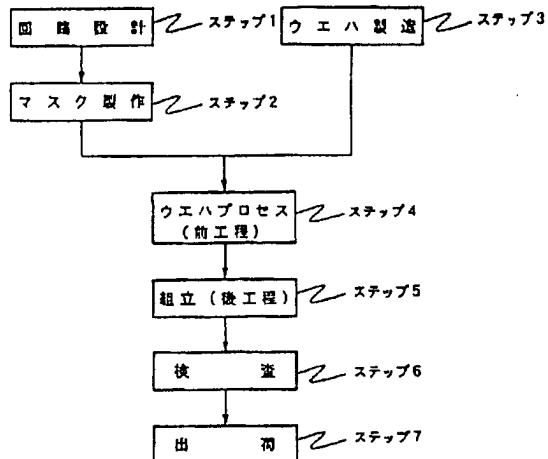 回路設計
ステップ1
ウエハ製造
ステップ3
マスク製作
ステップ2
ウエハプロセス
(前工程)
ステップ4
組立(後工程)
ステップ5
検査
ステップ6
出荷
ステップ7